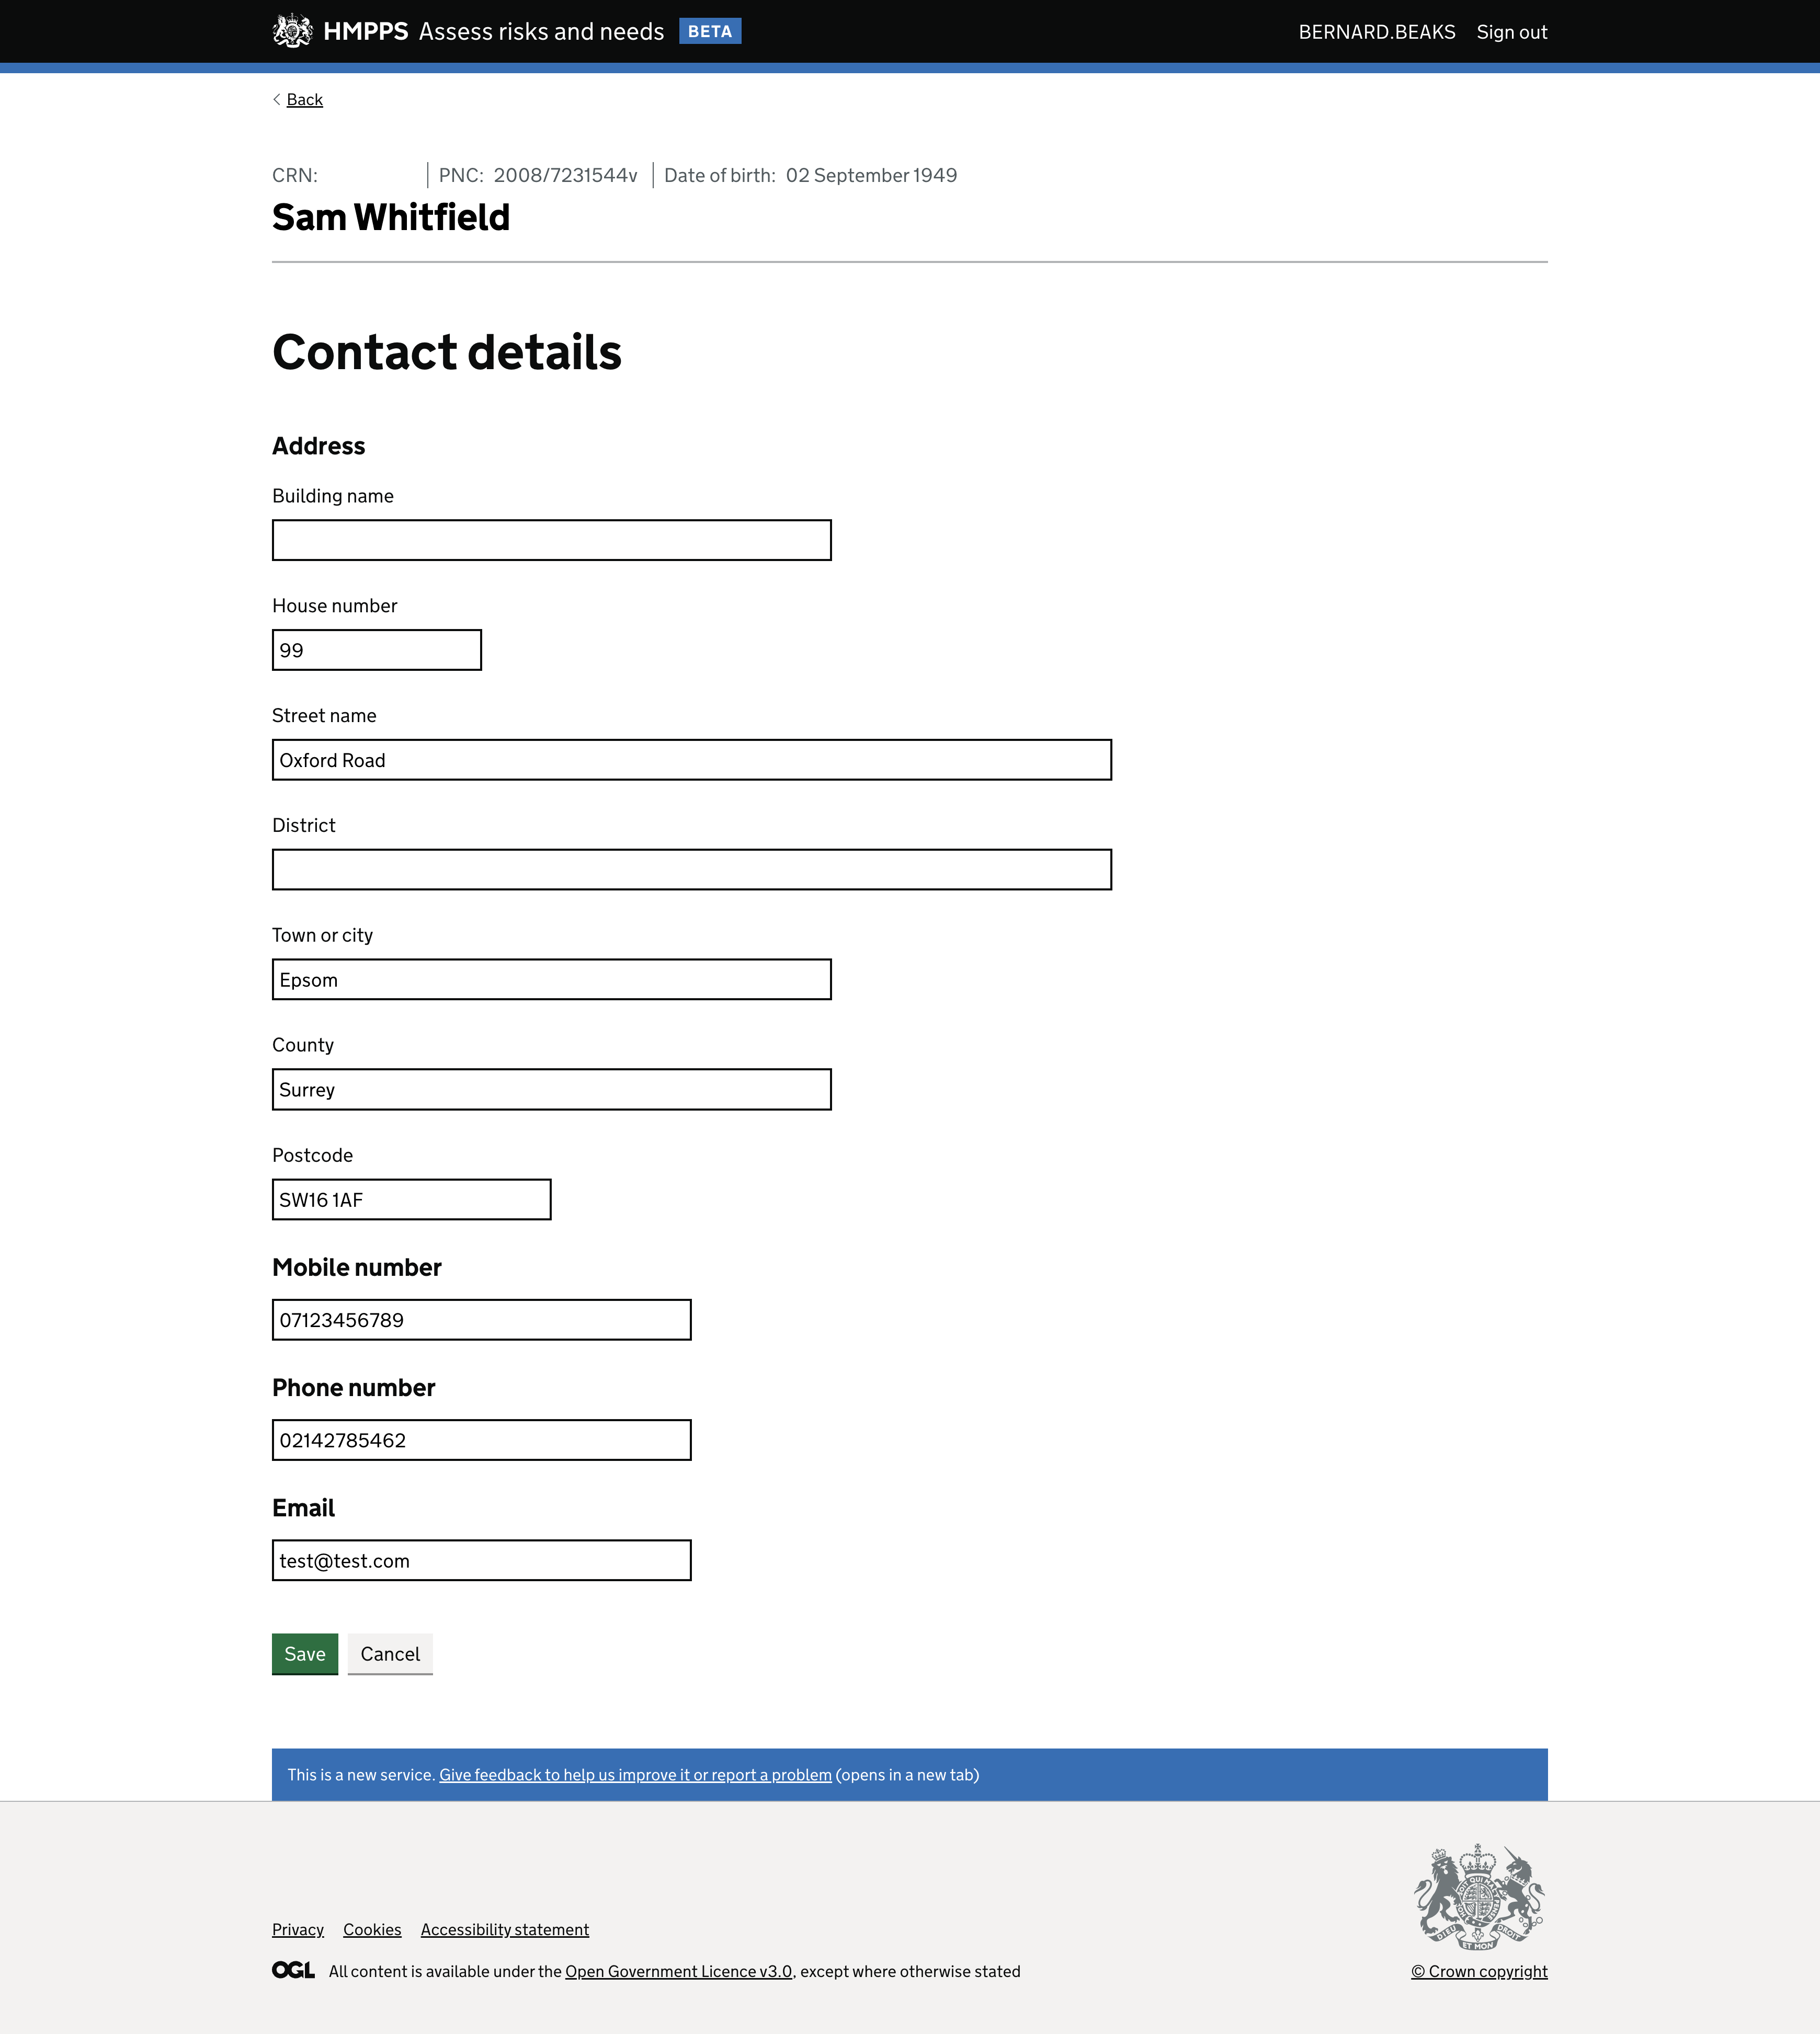 HMPPS Assess risks and needs BETA BERNARD.BEAKS Sign out
Back
CRN: PNC: 2008/7231544v Date of birth: 02 September 1949
Sam Whitfield
Contact details
Address
Building name
House number
99
Street name
Oxford Road
District
Town or city
Epsom
County
Surrey
Postcode
SW16 1AF
Mobile number
07123456789
Phone number
02142785462
Email
test@test.com
Save Cancel
This is a new service. Give feedback to help us improve it or report a problem (opens in a new tab)
DIEU ET MON DROIT
Privacy Cookies Accessibility statement
OGL All content is available under the Open Government Licence v3.0, except where otherwise stated
© Crown copyright